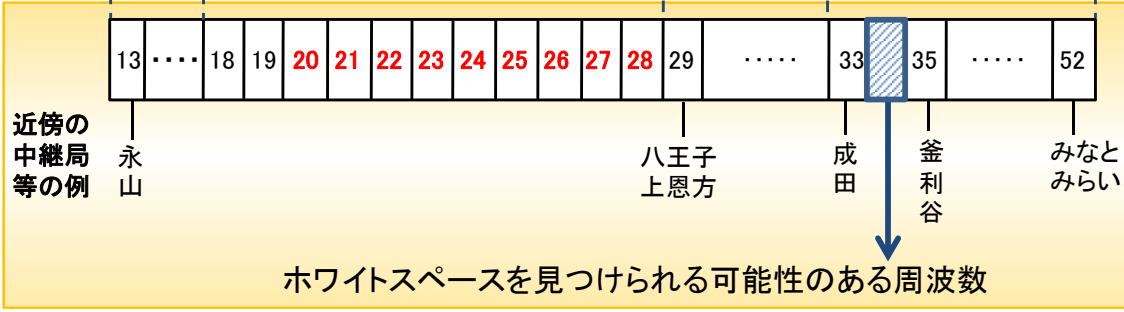 13 ・・・・ 18 19 20 21 22 23 24 25 26 27 28 29 ・・・・・ 33 35 ・・・・・ 52
近傍の
中継局
等の例
永山
八王子
上恩方
成田
釜利谷
みなと
みらい
ホワイトスペースを見つけられる可能性のある周波数